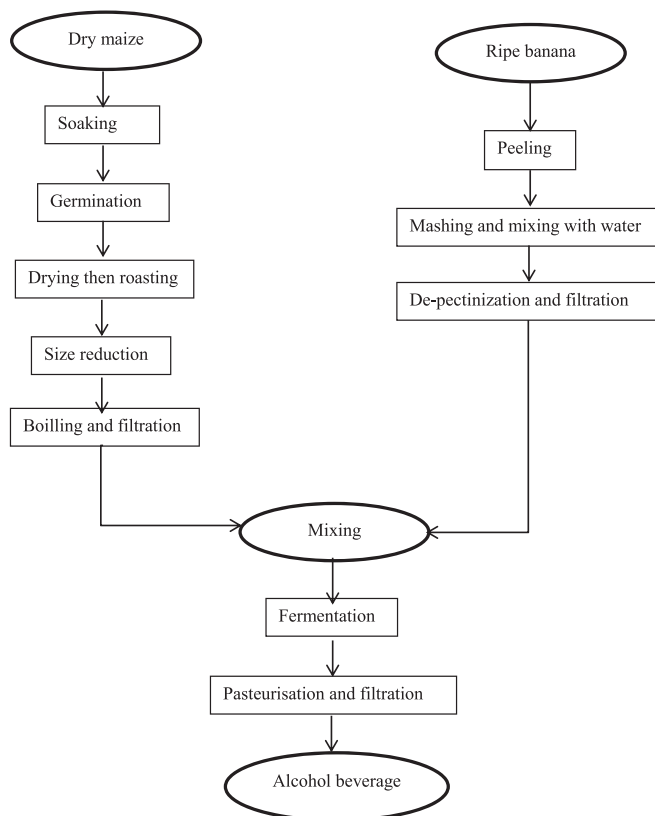 Dry maize
Soaking
Germination
Drying then roasting
Size reduction
Boilling and filtration
Ripe banana
Peeling
Mashing and mixing with water
De-pectinization and filtration
Mixing
Fermentation
Pasteurisation and filtration
Alcohol beverage